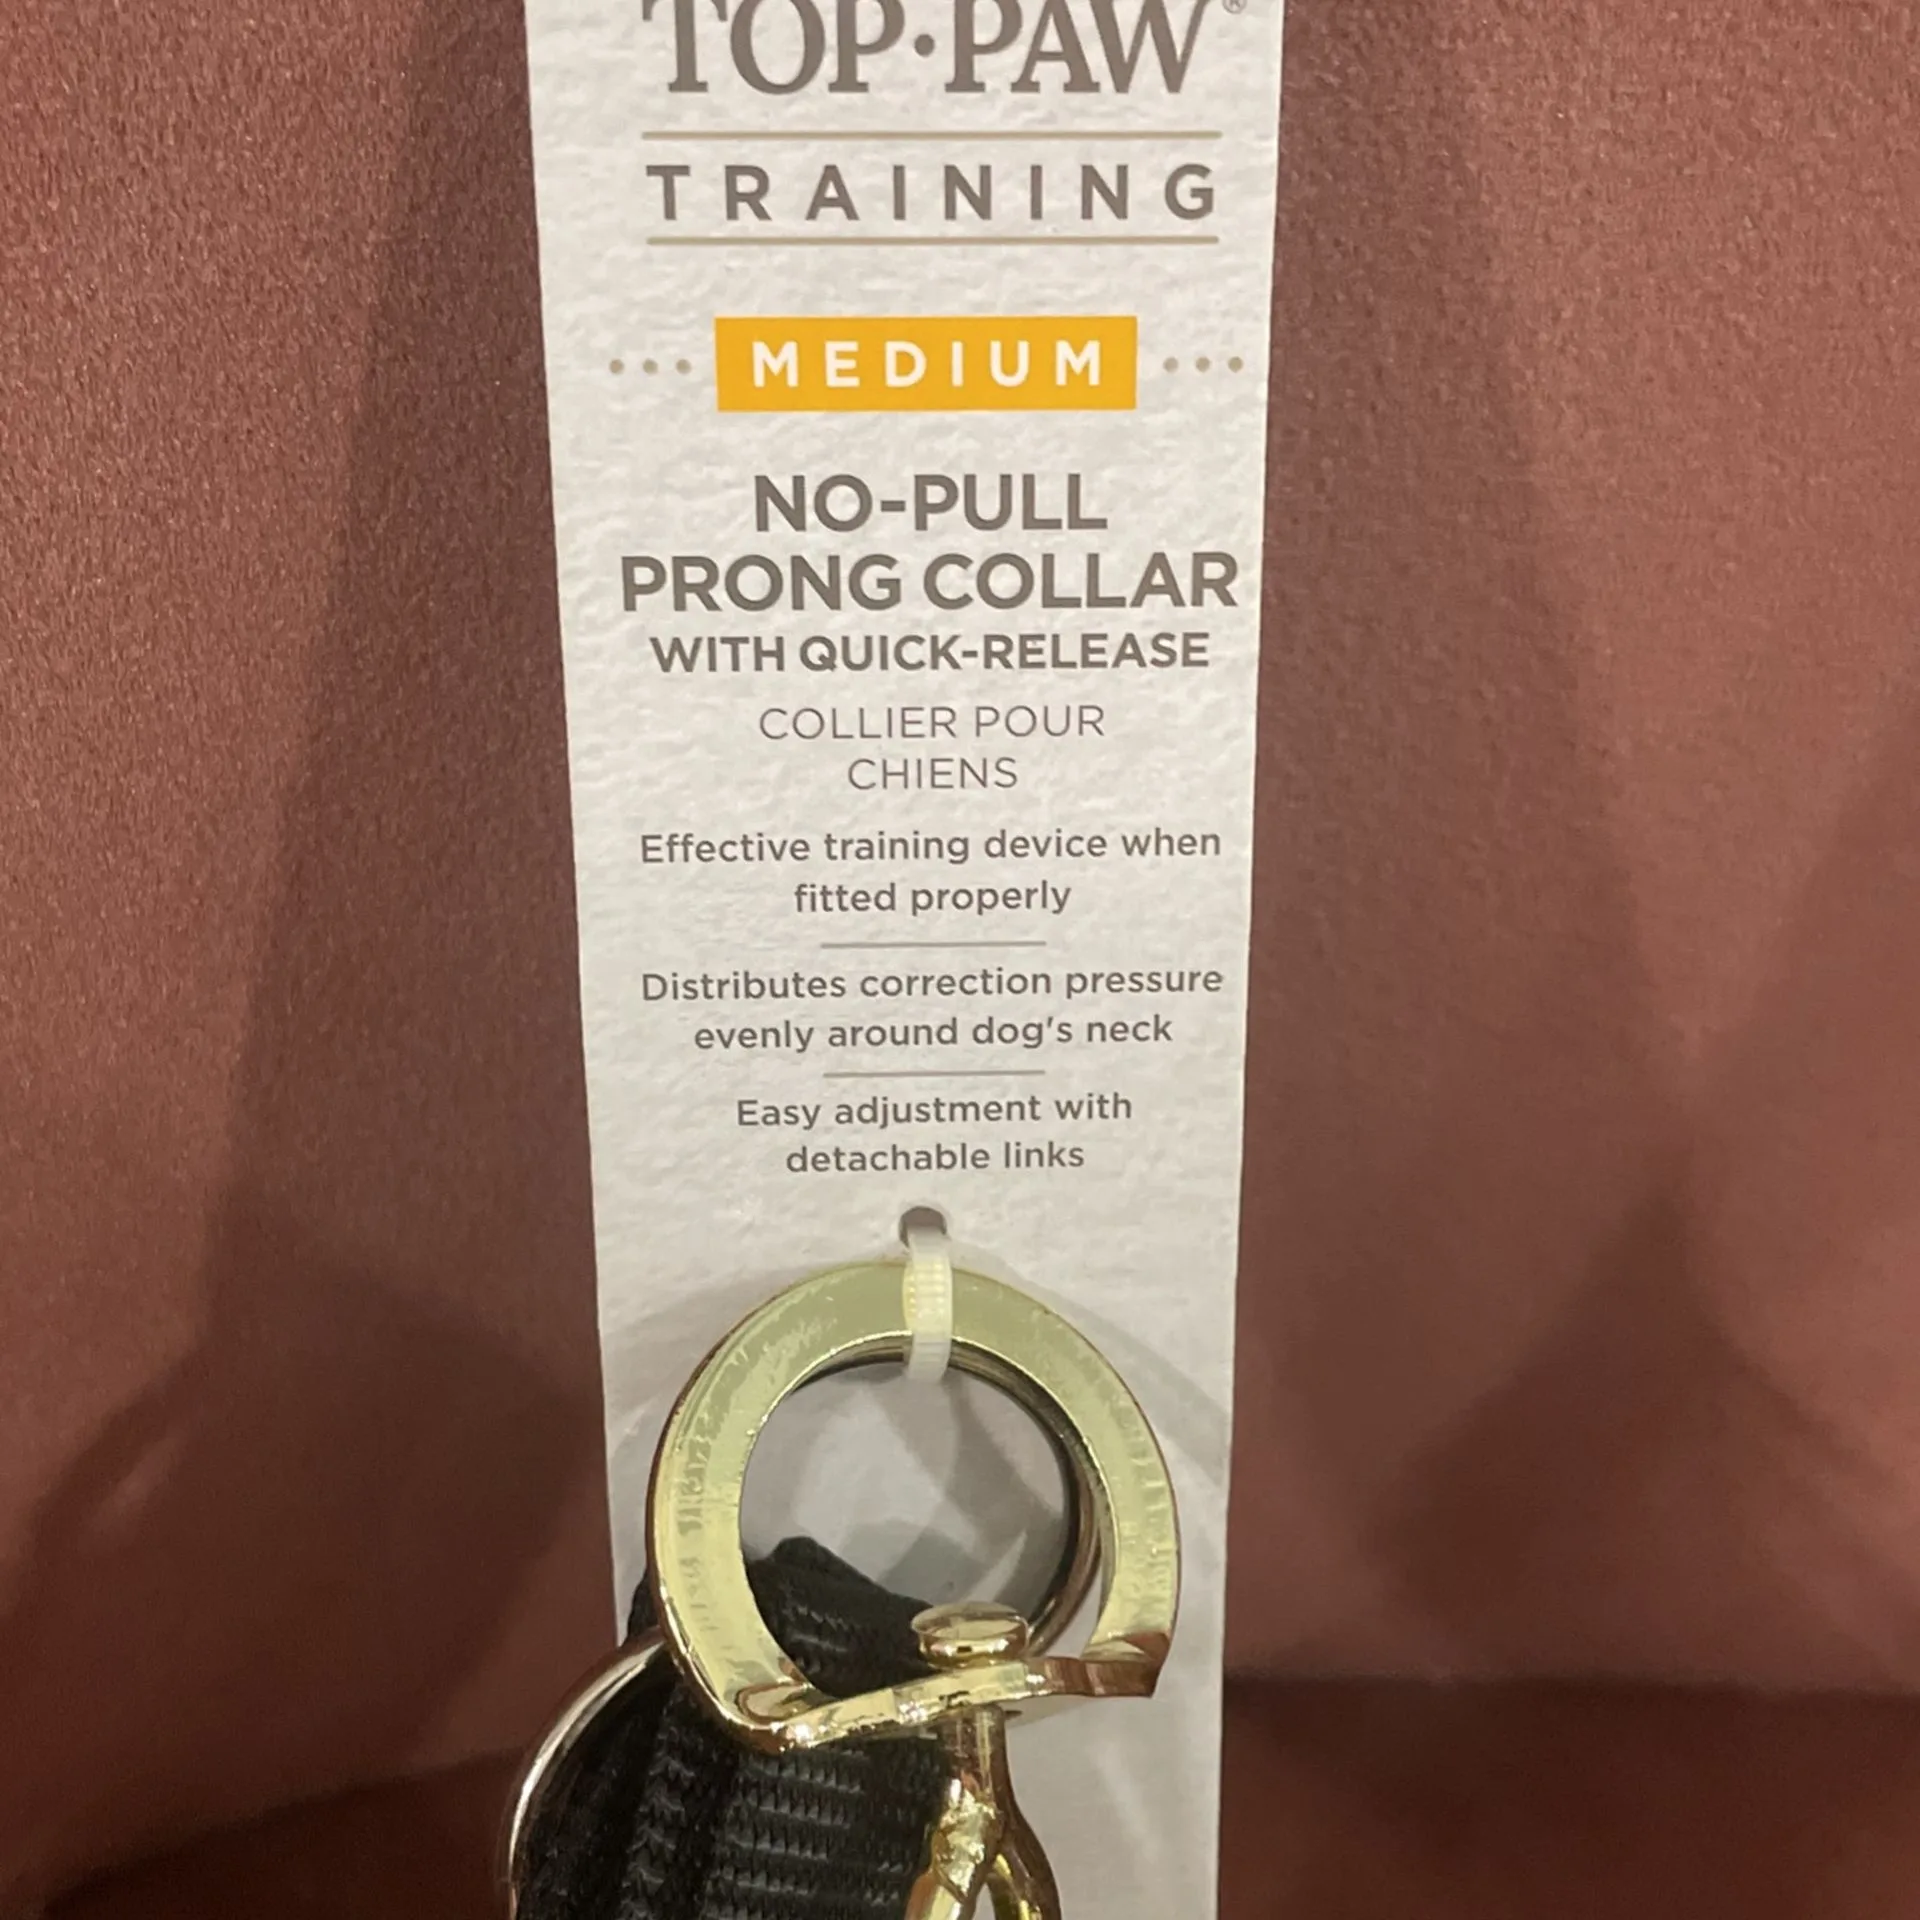 TOP·PAW®
TRAINING
MEDIUM
NO-PULL
PRONG COLLAR
WITH QUICK-RELEASE
COLLIER POUR
CHIENS
Effective training device when
fitted properly
Distributes correction pressure
evenly around dog's neck
Easy adjustment with
detachable links